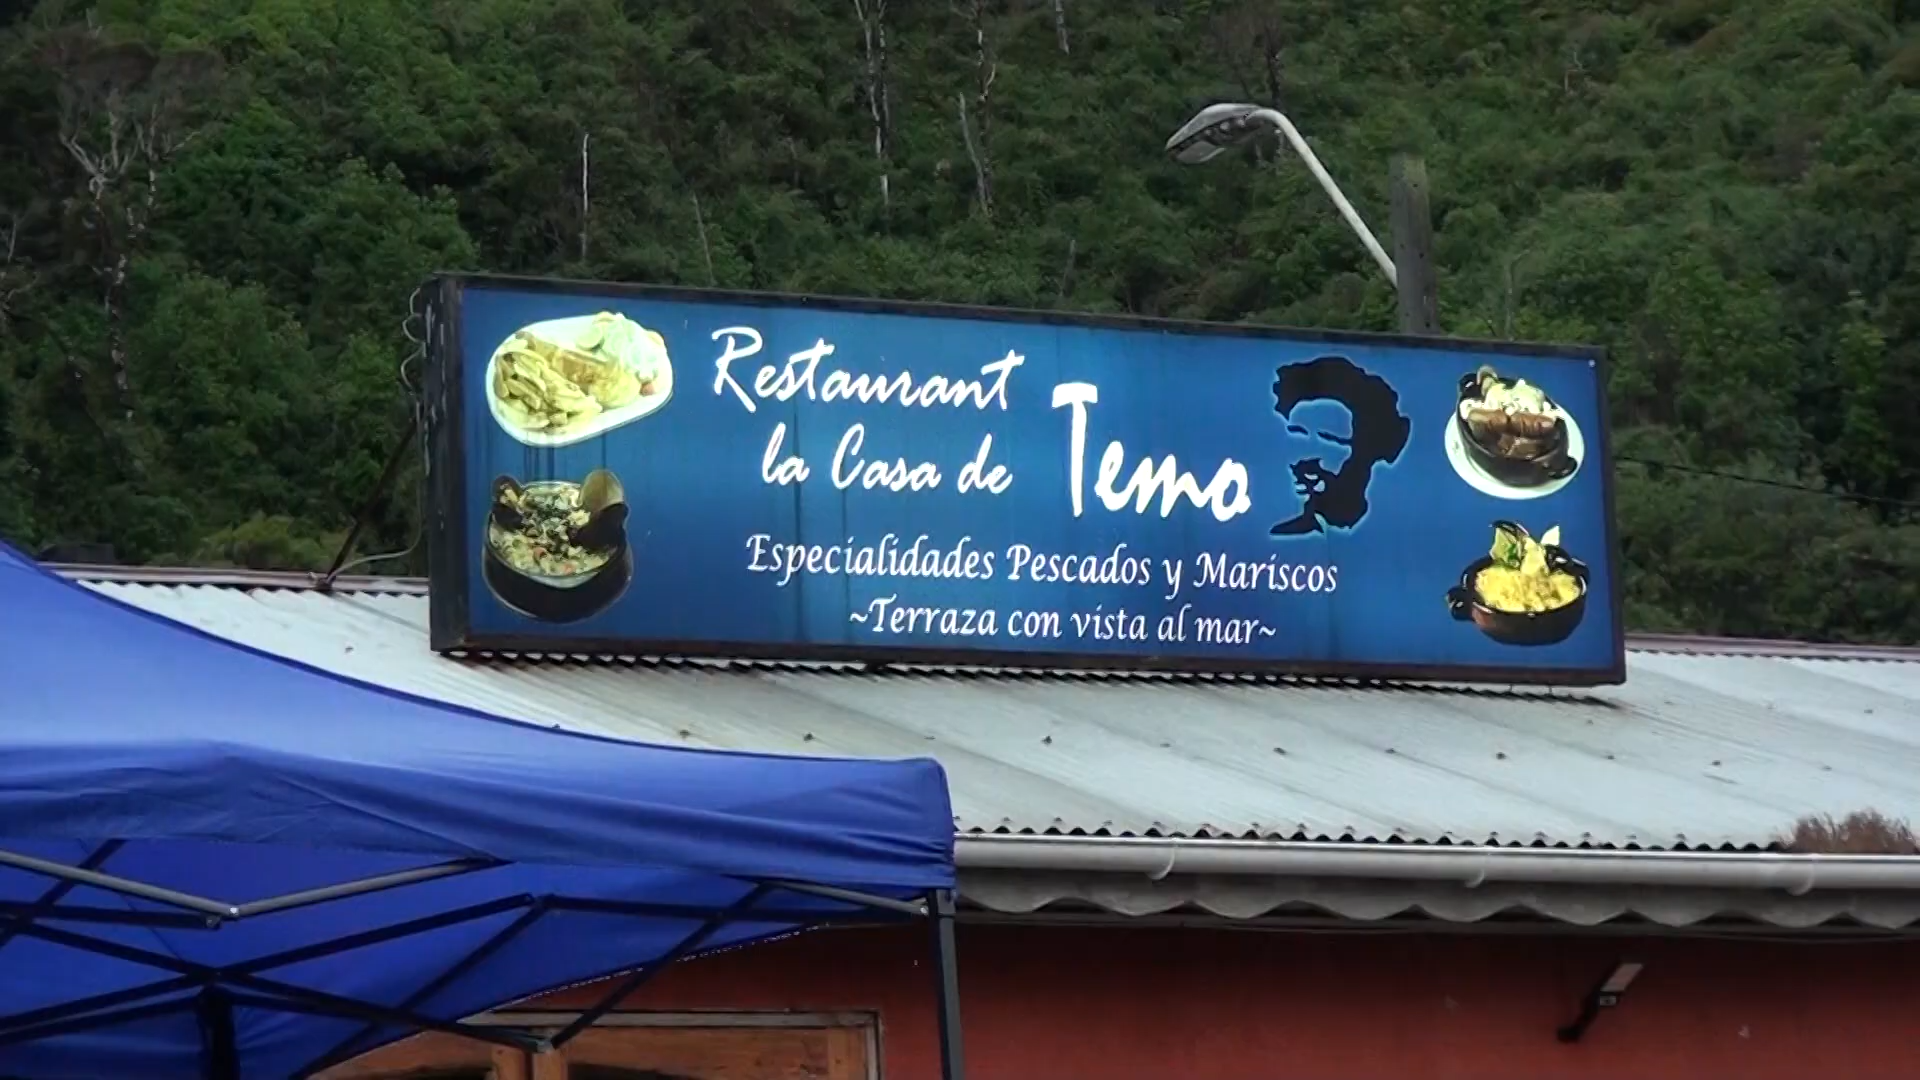 Restaurant
la Casa de Temo
Especialidades Pescados y Mariscos
~Terraza con vista al mar~